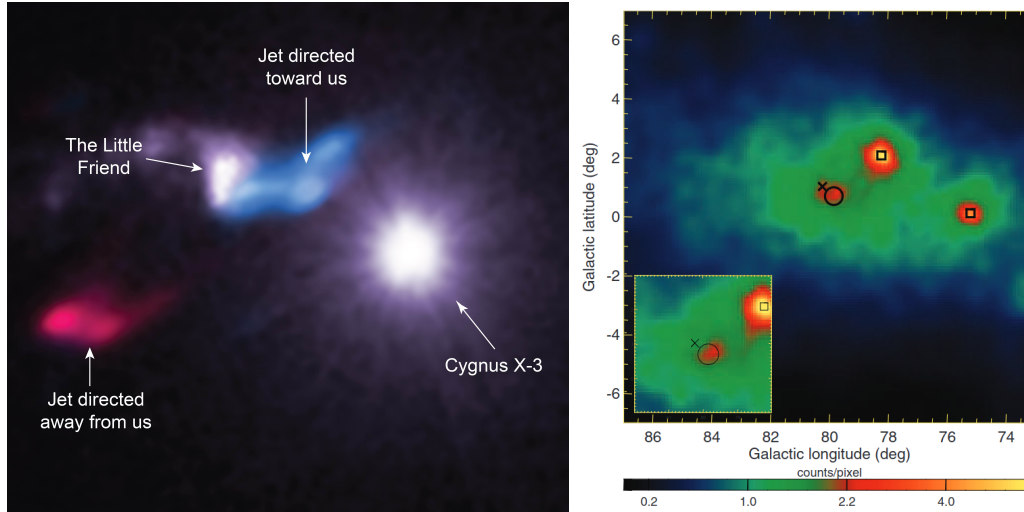 Jet directed
toward us
The Little
Friend
Cygnus X-3
Jet directed
away from us
6
4
2
0
-2
-4
-6
Galactic latitude (deg)
86 84 82 80 78 76 74
Galactic longitude (deg)
counts/pixel
0.2 1.0 2.2 4.0